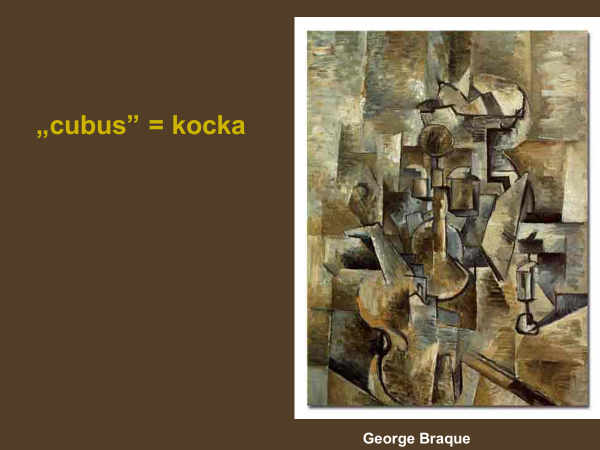 „cubus” = kocka
George Braque